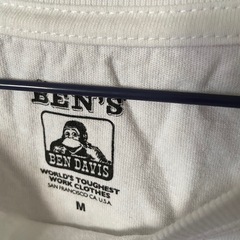 BEN'S
BEN DAVIS
WORLD'S TOUGHEST
WORK CLOTHES
SAN FRANCISCO CA. U.S.A.
M